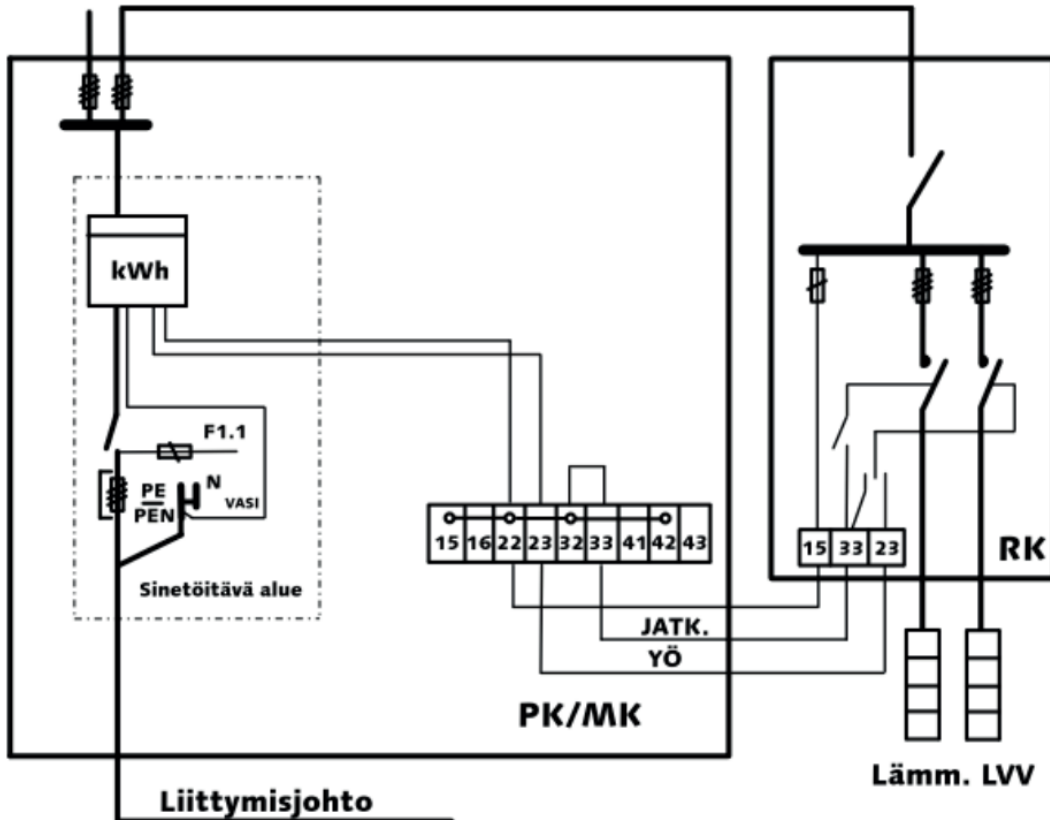 kWh
F1.1
PE
PEN
N
VASI
Sinetöitävä alue
15 16 22 23 32 33 41 42 43
15 33 23
RK
JATK.
YÖ
PK/MK
Lämm. LVV
Liittymisjohto